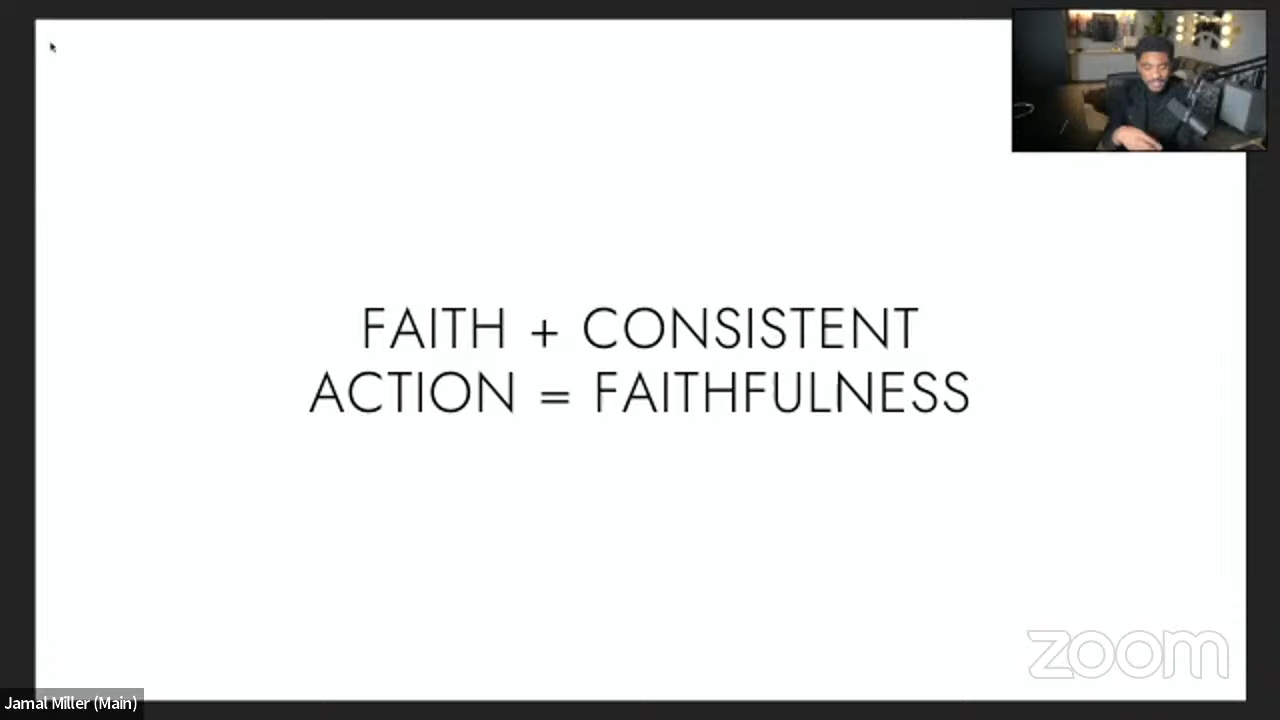 FAITH + CONSISTENT
ACTION = FAITHFULNESS
zoom
Jamal Miller (Main)